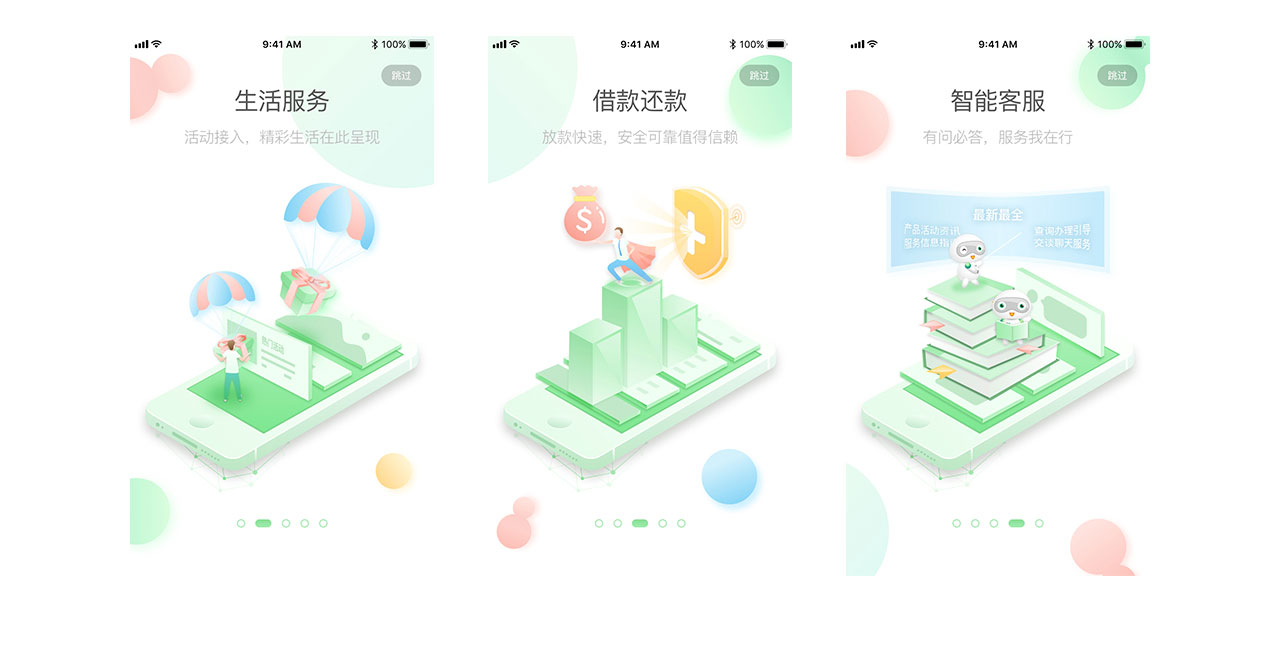 9:41 AM
100%
跳过
生活服务
活动接入，精彩生活在此呈现
热门活动
9:41 AM
100%
跳过
借款还款
放款快速，安全可靠值得信赖
$
9:41 AM
100%
跳过
智能客服
有问必答，服务我在行
最新最全
产品活动资讯
服务信息指
查询办理引导
交谈聊天服务